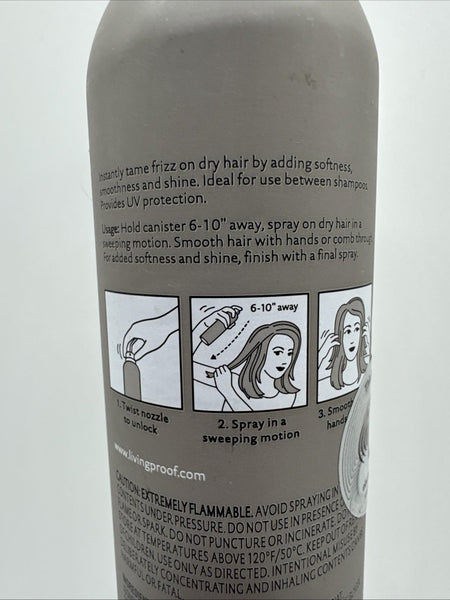 Instantly tame frizz on dry hair by adding softness,
smoothness and shine. Ideal for use between shampoos.
Provides UV protection.
Usage: Hold canister 6-10" away, spray on dry hair in a
sweeping motion. Smooth hair with hands or comb through.
For added softness and shine, finish with a final spray.
6-10" away
1. Twist nozzle
to unlock
2. Spray in a
sweeping motion
3. Smooth
hands
www.livingproof.com
CAUTION: EXTREMELY FLAMMABLE. AVOID SPRAYING IN
CONTENTS UNDER PRESSURE. DO NOT USE IN PRESENCE
FLAME OR SPARK. DO NOT PUNCTURE OR INCINERATE.
TEMPERATURES ABOVE 120°F/50°C. KEEP OUT OF
CHILDREN. USE ONLY AS DIRECTED. INTENTIONAL
DELIBERATELY CONCENTRATING AND INHALING CONTENTS
HARMFUL OR FATAL.